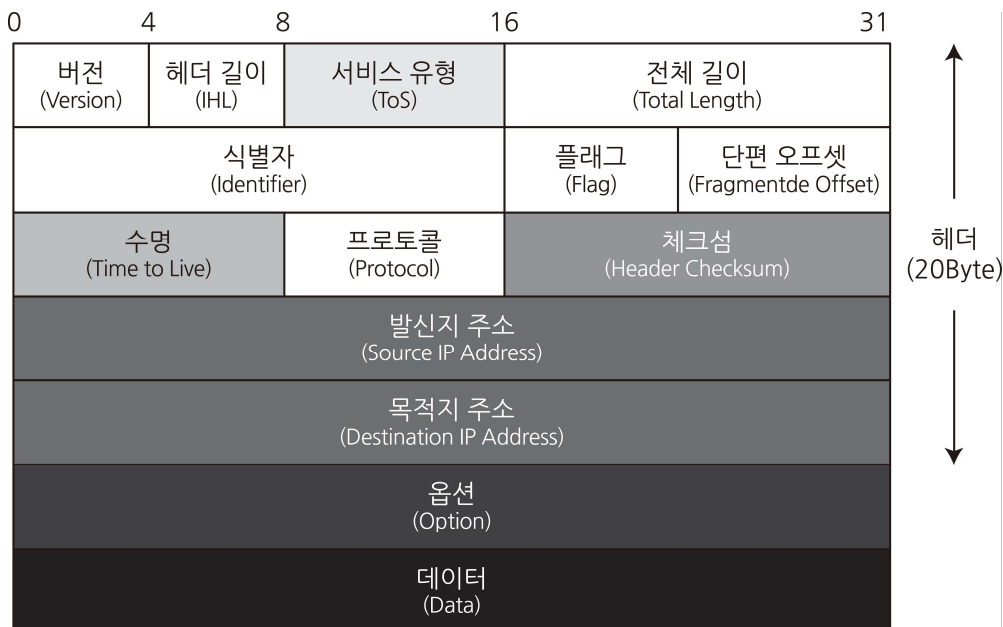 0 4 8 16 31
버전 헤더 길이 서비스 유형 전체 길이
(Version) (IHL) (ToS) (Total Length)
식별자 플래그 단편 오프셋
(Identifier) (Flag) (Fragmentde Offset)
수명 프로토콜 체크섬
(Time to Live) (Protocol) (Header Checksum)
헤더
(20Byte)
발신지 주소
(Source IP Address)
목적지 주소
(Destination IP Address)
옵션
(Option)
데이터
(Data)